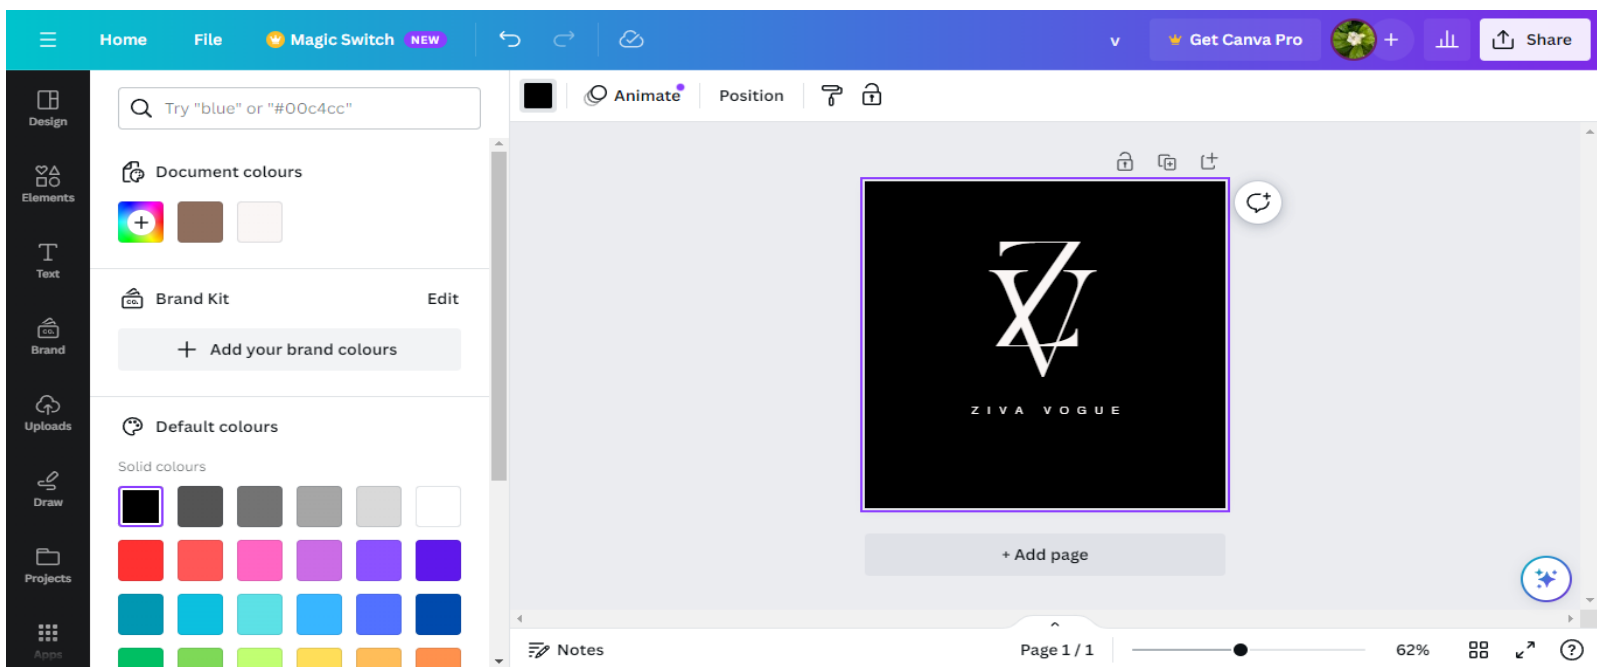 Home File Magic Switch NEW v Get Canva Pro + Share
Design
Elements
Text
Brand
Uploads
Draw
Projects
Apps
Try "blue" or "#00c4cc"
Document colours
Brand Kit Edit
CO.
+ Add your brand colours
Default colours
Solid colours
Animate Position
ZV
ZIVA VOGUE
+ Add page
Notes Page 1 / 1 62% ?